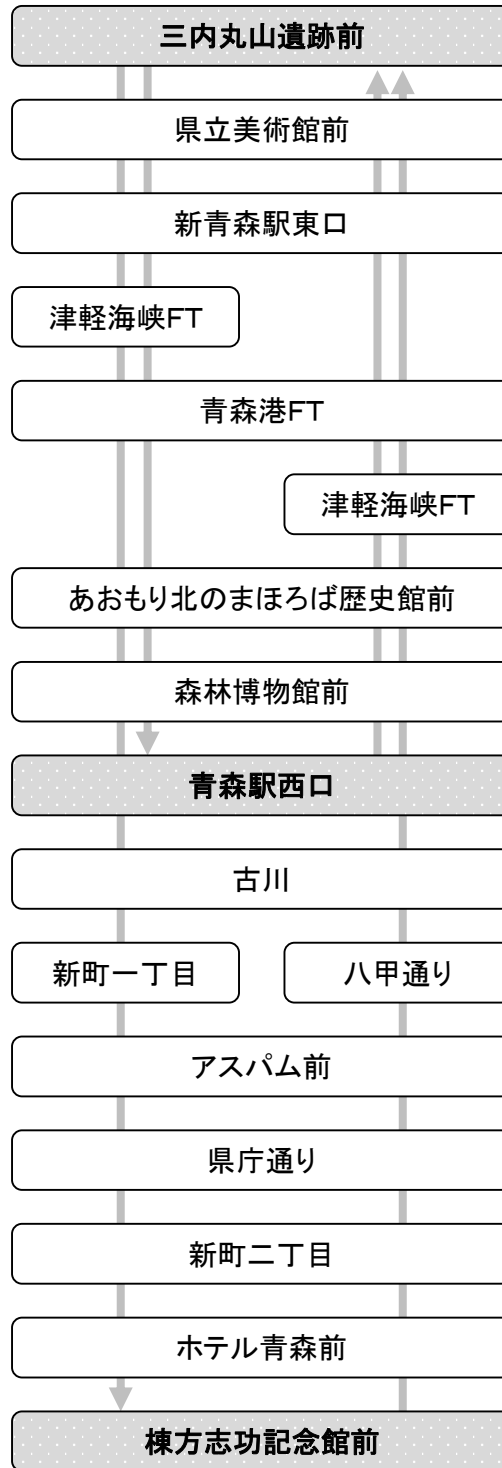 三内丸山遺跡前
県立美術館前
新青森駅東口
津軽海峡FT
青森港FT
津軽海峡FT
あおもり北のまほろば歴史館前
森林博物館前
青森駅西口
古川
新町一丁目
八甲通り
アスパム前
県庁通り
新町二丁目
ホテル青森前
棟方志功記念館前